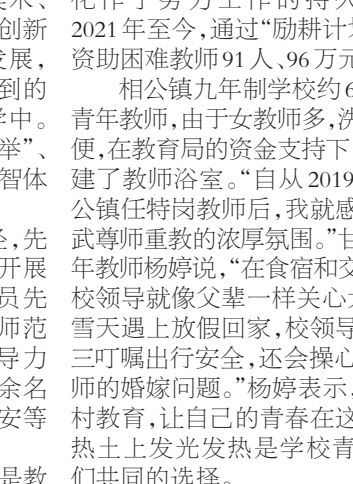 美术、
创新
发展,
到的
学中。
举”、
智体
先
开展
员先
师范
导力
余名
安等
是教
化作了努力工作的持
2021年至今,通过“励耕计
资助困难教师91人、96万元
相公镇九年制学校约6
青年教师,由于女教师多,洗
便,在教育局的资金支持下
建了教师浴室。“自从2019
公镇任特岗教师后,我就感
武尊师重教的浓厚氛围。”甘
年教师杨婷说,“在食宿和交
校领导就像父辈一样关心
雪天遇上放假回家,校领导
三叮嘱出行安全,还会操心
师的婚嫁问题。”杨婷表示,
村教育,让自己的青春在这
热土上发光发热是学校青
们共同的选择。